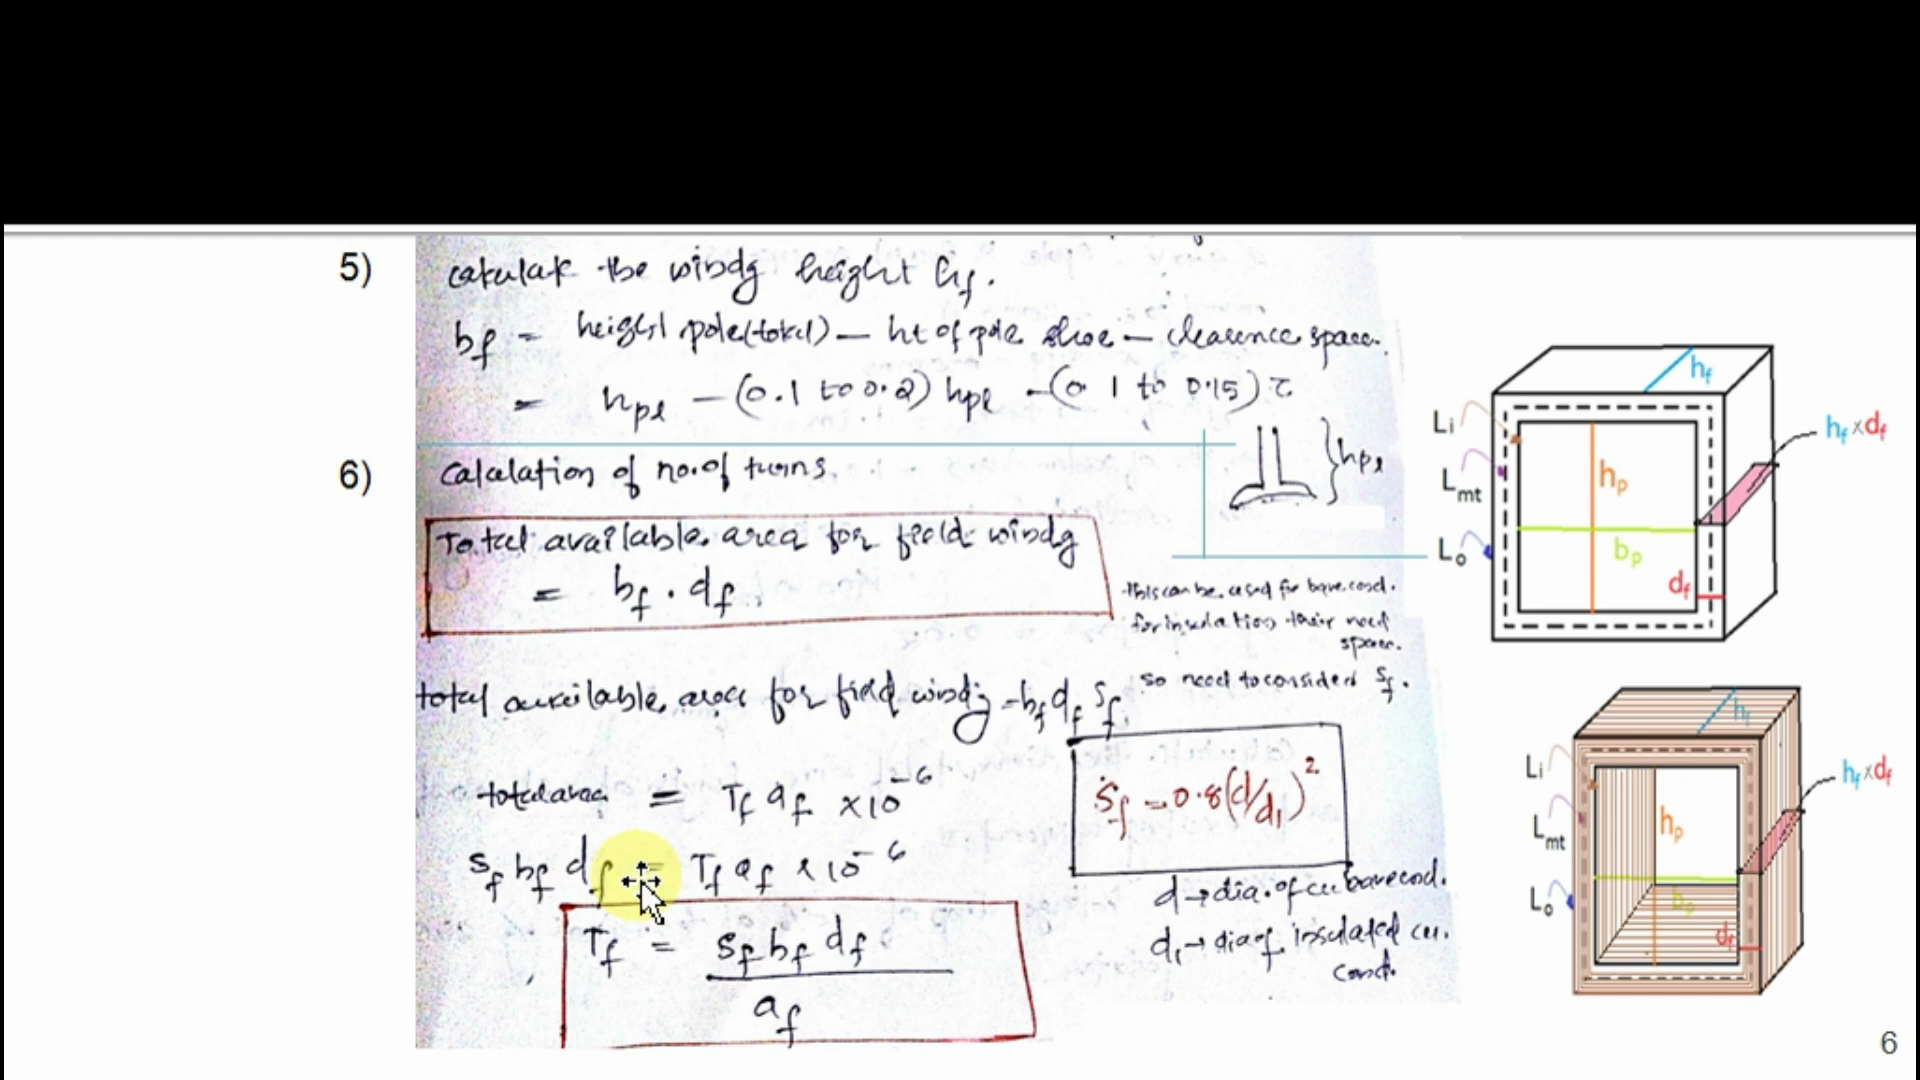 5) calculate the windg height hf.
hf = height pole(total) – ht of pole shoe – clearence space.
= hpl – (0.1 to 0.2) hpl – (0.1 to 0.15) τ
hpl
6) Calculation of no.of turns.
Total available area for field windg
= hf . df
This can be used for bare cond.
for insulation their need
space.
so need to considered Sf.
total available area for field windg = hf df Sf
total area = Tf af ×10⁻⁶
Sf = 0.8(d/d1)²
Sf hf df = Tf af × 10⁻⁶
d → dia. of cu bare cond.
d1 → dia of insulated cu.
cond.
Tf = Sf hf df
af
hf
Li
hf x df
Lmt
hp
Lo
bp
df
hf
Li
hf x df
Lmt
hp
Lo
bp
df
6